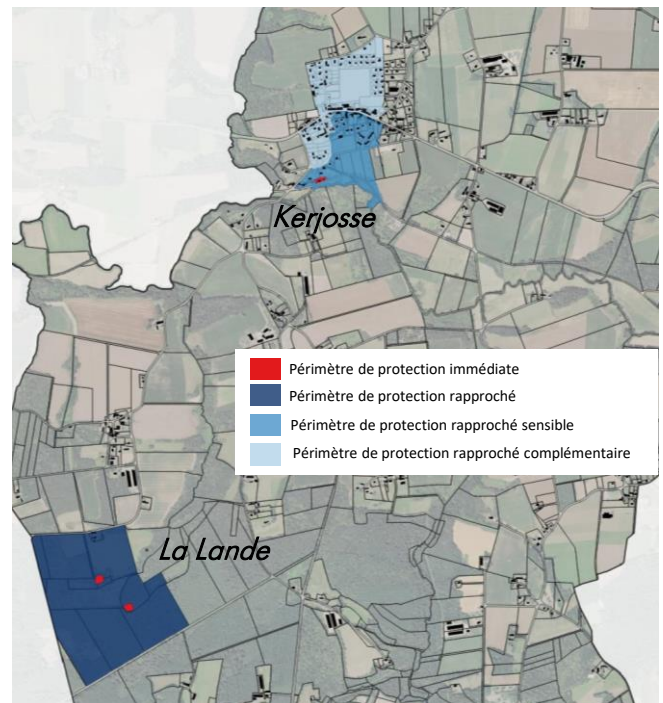 Kerjosse
Périmètre de protection immédiate
Périmètre de protection rapproché
Périmètre de protection rapproché sensible
Périmètre de protection rapproché complémentaire
La Lande